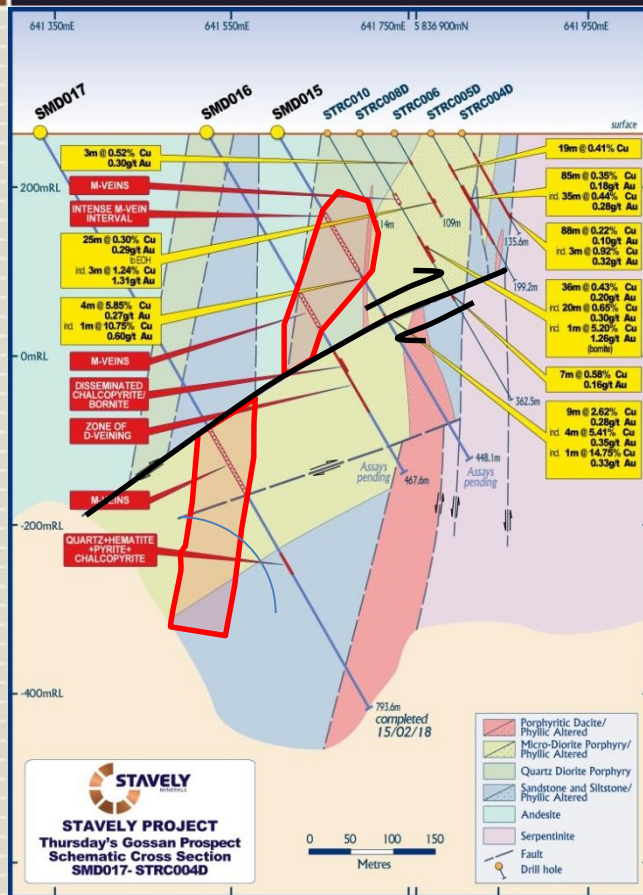 641 350mE
641 550mE
641 750mE
5 836 900mN
641 950mE
SMD017
SMD016
SMD015
STRC010
STRC008D
STRC006
STRC005D
STRC004D
surface
3m @ 0.52% Cu
0.30g/t Au
M-VEINS
INTENSE M-VEIN
INTERVAL
25m @ 0.30% Cu
0.29g/t Au
to EOH
incl. 3m @ 1.24% Cu
1.31g/t Au
4m @ 5.85% Cu
0.27g/t Au
incl. 1m @ 10.75% Cu
0.60g/t Au
M-VEINS
DISSEMINATED
CHALCOPYRITE/
BORNITE
ZONE OF
D-VEINING
M-VEINS
QUARTZ+HEMATITE
+PYRITE+
CHALCOPYRITE
19m @ 0.41% Cu
85m @ 0.35% Cu
0.18g/t Au
incl. 35m @ 0.44% Cu
0.28g/t Au
88m @ 0.22% Cu
0.10g/t Au
incl. 3m @ 0.92% Cu
0.32g/t Au
36m @ 0.43% Cu
0.20g/t Au
incl. 20m @ 0.65% Cu
0.30g/t Au
incl. 1m @ 5.20% Cu
1.26g/t Au
(bornite)
7m @ 0.58% Cu
0.16g/t Au
9m @ 2.62% Cu
0.28g/t Au
incl. 4m @ 5.41% Cu
0.35g/t Au
incl. 1m @ 14.75% Cu
0.33g/t Au
200mRL
0mRL
-200mRL
-400mRL
14m
109m
135.6m
199.2m
362.5m
448.1m
Assays
pending
467.6m
Assays
pending
793.6m
completed
15/02/18
STAVELY
MINERALS
STAVELY PROJECT
Thursday's Gossan Prospect
Schematic Cross Section
SMD017- STRC004D
0 50 100 150
Metres
Porphyritic Dacite/
Phyllic Altered
Micro-Diorite Porphyry/
Phyllic Altered
Quartz Diorite Porphyry
Sandstone and Siltstone/
Phyllic Altered
Andesite
Serpentinite
Fault
Drill hole